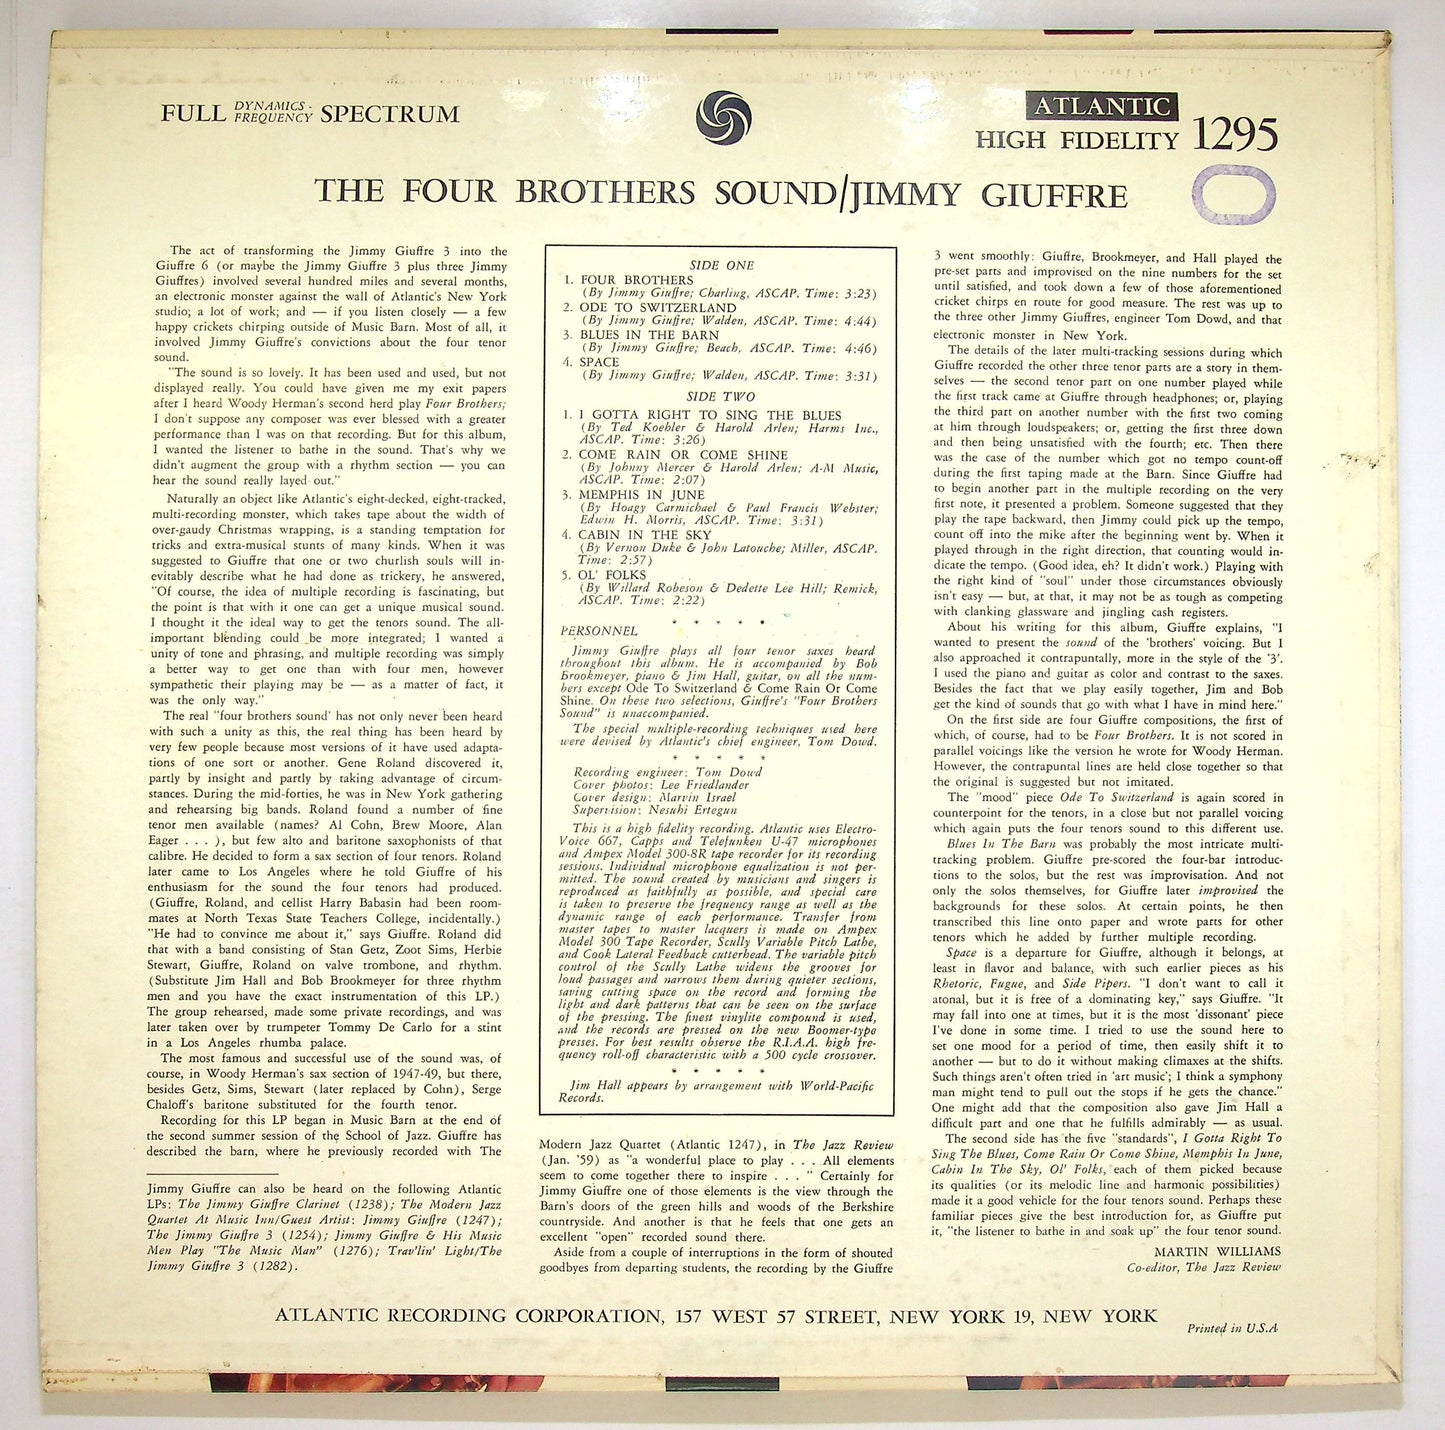 FULL DYNAMICS - FREQUENCY SPECTRUM
ATLANTIC
HIGH FIDELITY 1295
THE FOUR BROTHERS SOUND/JIMMY GIUFFRE
The act of transforming the Jimmy Giuffre 3 into the
Giuffre 6 (or maybe the Jimmy Giuffre 3 plus three Jimmy
Giuffres) involved several hundred miles and several months,
an electronic monster against the wall of Atlantic's New York
studio; a lot of work; and — if you listen closely — a few
happy crickets chirping outside of Music Barn. Most of all, it
involved Jimmy Giuffre's convictions about the four tenor
sound.
"The sound is so lovely. It has been used and used, but not
displayed really. You could have given me my exit papers
after I heard Woody Herman's second herd play Four Brothers;
I don't suppose any composer was ever blessed with a greater
performance than I was on that recording. But for this album,
I wanted the listener to bathe in the sound. That's why we
didn't augment the group with a rhythm section — you can
hear the sound really layed out."
Naturally an object like Atlantic's eight-decked, eight-tracked,
multi-recording monster, which takes tape about the width of
over-gaudy Christmas wrapping, is a standing temptation for
tricks and extra-musical stunts of many kinds. When it was
suggested to Giuffre that one or two churlish souls will in-
evitably describe what he had done as trickery, he answered,
"Of course, the idea of multiple recording is fascinating, but
the point is that with it one can get a unique musical sound.
I thought it the ideal way to get the tenors sound. The all-
important blending could be more integrated; I wanted a
unity of tone and phrasing, and multiple recording was simply
a better way to get one than with four men, however
sympathetic their playing may be — as a matter of fact, it
was the only way."
The real "four brothers sound' has not only never been heard
with such a unity as this, the real thing has been heard by
very few people because most versions of it have used adapta-
tions of one sort or another. Gene Roland discovered it,
partly by insight and partly by taking advantage of circum-
stances. During the mid-forties, he was in New York gathering
and rehearsing big bands. Roland found a number of fine
tenor men available (names? Al Cohn, Brew Moore, Alan
Eager . . . ), but few alto and baritone saxophonists of that
calibre. He decided to form a sax section of four tenors. Roland
later came to Los Angeles where he told Giuffre of his
enthusiasm for the sound the four tenors had produced.
(Giuffre, Roland, and cellist Harry Babasin had been room-
mates at North Texas State Teachers College, incidentally.)
"He had to convince me about it," says Giuffre. Roland did
that with a band consisting of Stan Getz, Zoot Sims, Herbie
Stewart, Giuffre, Roland on valve trombone, and rhythm.
(Substitute Jim Hall and Bob Brookmeyer for three rhythm
men and you have the exact instrumentation of this LP.)
The group rehearsed, made some private recordings, and was
later taken over by trumpeter Tommy De Carlo for a stint
in a Los Angeles rhumba palace.
The most famous and successful use of the sound was, of
course, in Woody Herman's sax section of 1947-49, but there,
besides Getz, Sims, Stewart (later replaced by Cohn), Serge
Chaloff's baritone substituted for the fourth tenor.
Recording for this LP began in Music Barn at the end of
the second summer session of the School of Jazz. Giuffre has
described the barn, where he previously recorded with The
Jimmy Giuffre can also be heard on the following Atlantic
LPs: The Jimmy Giuffre Clarinet (1238); The Modern Jazz
Quartet At Music Inn/Guest Artist: Jimmy Giuffre (1247);
The Jimmy Giuffre 3 (1254); Jimmy Giuffre & His Music
Men Play "The Music Man" (1276); Trav'lin' Light/The
Jimmy Giuffre 3 (1282).
SIDE ONE
1. FOUR BROTHERS
(By Jimmy Giuffre; Charling, ASCAP. Time: 3:23)
2. ODE TO SWITZERLAND
(By Jimmy Giuffre; Walden, ASCAP. Time: 4:44)
3. BLUES IN THE BARN
(By Jimmy Giuffre; Beach, ASCAP. Time: 4:46)
4. SPACE
(By Jimmy Giuffre; Walden, ASCAP. Time: 3:31)
SIDE TWO
1. I GOTTA RIGHT TO SING THE BLUES
(By Ted Koehler & Harold Arlen; Harms Inc.,
ASCAP. Time: 3:26)
2. COME RAIN OR COME SHINE
(By Johnny Mercer & Harold Arlen; A-M Music,
ASCAP. Time: 2:07)
3. MEMPHIS IN JUNE
(By Hoagy Carmichael & Paul Francis Webster;
Edwin H. Morris, ASCAP. Time: 3:31)
4. CABIN IN THE SKY
(By Vernon Duke & John Latouche; Miller, ASCAP.
Time: 2:57)
5. OL' FOLKS
(By Willard Robeson & Dedette Lee Hill; Remick,
ASCAP. Time: 2:22)
* * * * *
PERSONNEL
Jimmy Giuffre plays all four tenor saxes heard
throughout this album. He is accompanied by Bob
Brookmeyer, piano & Jim Hall, guitar, on all the num-
bers except Ode To Switzerland & Come Rain Or Come
Shine. On these two selections, Giuffre's "Four Brothers
Sound" is unaccompanied.
The special multiple-recording techniques used here
were devised by Atlantic's chief engineer, Tom Dowd.
* * * * *
Recording engineer: Tom Dowd
Cover photos: Lee Friedlander
Cover design: Marvin Israel
Supervision: Nesuhi Ertegun
This is a high fidelity recording. Atlantic uses Electro-
Voice 667, Capps and Telefunken U-47 microphones
and Ampex Model 300-8R tape recorder for its recording
sessions. Individual microphone equalization is not per-
mitted. The sound created by musicians and singers is
reproduced as faithfully as possible, and special care
is taken to preserve the frequency range as well as the
dynamic range of each performance. Transfer from
master tapes to master lacquers is made on Ampex
Model 300 Tape Recorder, Scully Variable Pitch Lathe,
and Cook Lateral Feedback cutterhead. The variable pitch
control of the Scully Lathe widens the grooves for
loud passages and narrows them during quieter sections,
saving cutting space on the record and forming the
light and dark patterns that can be seen on the surface
of the pressing. The finest vinylite compound is used,
and the records are pressed on the new Boomer-type
presses. For best results observe the R.I.A.A. high fre-
quency roll-off characteristic with a 500 cycle crossover.
* * * * *
Jim Hall appears by arrangement with World-Pacific
Records.
Modern Jazz Quartet (Atlantic 1247), in The Jazz Review
(Jan. '59) as "a wonderful place to play . . . All elements
seem to come together there to inspire . . . " Certainly for
Jimmy Giuffre one of those elements is the view through the
Barn's doors of the green hills and woods of the Berkshire
countryside. And another is that he feels that one gets an
excellent "open" recorded sound there.
Aside from a couple of interruptions in the form of shouted
goodbyes from departing students, the recording by the Giuffre
3 went smoothly: Giuffre, Brookmeyer, and Hall played the
pre-set parts and improvised on the nine numbers for the set
until satisfied, and took down a few of those aforementioned
cricket chirps en route for good measure. The rest was up to
the three other Jimmy Giuffres, engineer Tom Dowd, and that
electronic monster in New York.
The details of the later multi-tracking sessions during which
Giuffre recorded the other three tenor parts are a story in them-
selves — the second tenor part on one number played while
the first track came at Giuffre through headphones; or, playing
the third part on another number with the first two coming
at him through loudspeakers; or, getting the first three down
and then being unsatisfied with the fourth; etc. Then there
was the case of the number which got no tempo count-off
during the first taping made at the Barn. Since Giuffre had
to begin another part in the multiple recording on the very
first note, it presented a problem. Someone suggested that they
play the tape backward, then Jimmy could pick up the tempo,
count off into the mike after the beginning went by. When it
played through in the right direction, that counting would in-
dicate the tempo. (Good idea, eh? It didn't work.) Playing with
the right kind of "soul" under those circumstances obviously
isn't easy — but, at that, it may not be as tough as competing
with clanking glassware and jingling cash registers.
About his writing for this album, Giuffre explains, "I
wanted to present the sound of the 'brothers' voicing. But I
also approached it contrapuntally, more in the style of the '3'.
I used the piano and guitar as color and contrast to the saxes.
Besides the fact that we play easily together, Jim and Bob
get the kind of sounds that go with what I have in mind here."
On the first side are four Giuffre compositions, the first of
which, of course, had to be Four Brothers. It is not scored in
parallel voicings like the version he wrote for Woody Herman.
However, the contrapuntal lines are held close together so that
the original is suggested but not imitated.
The "mood" piece Ode To Switzerland is again scored in
counterpoint for the tenors, in a close but not parallel voicing
which again puts the four tenors sound to this different use.
Blues In The Barn was probably the most intricate multi-
tracking problem. Giuffre pre-scored the four-bar introduc-
tions to the solos, but the rest was improvisation. And not
only the solos themselves, for Giuffre later improvised the
backgrounds for these solos. At certain points, he then
transcribed this line onto paper and wrote parts for other
tenors which he added by further multiple recording.
Space is a departure for Giuffre, although it belongs, at
least in flavor and balance, with such earlier pieces as his
Rhetoric, Fugue, and Side Pipers. "I don't want to call it
atonal, but it is free of a dominating key," says Giuffre. "It
may fall into one at times, but it is the most 'dissonant' piece
I've done in some time. I tried to use the sound here to
set one mood for a period of time, then easily shift it to
another — but to do it without making climaxes at the shifts.
Such things aren't often tried in 'art music'; I think a symphony
man might tend to pull out the stops if he gets the chance."
One might add that the composition also gave Jim Hall a
difficult part and one that he fulfills admirably — as usual.
The second side has the five "standards", I Gotta Right To
Sing The Blues, Come Rain Or Come Shine, Memphis In June,
Cabin In The Sky, Ol' Folks, each of them picked because
its qualities (or its melodic line and harmonic possibilities)
made it a good vehicle for the four tenors sound. Perhaps these
familiar pieces give the best introduction for, as Giuffre put
it, "the listener to bathe in and soak up" the four tenor sound.
MARTIN WILLIAMS
Co-editor, The Jazz Review
ATLANTIC RECORDING CORPORATION, 157 WEST 57 STREET, NEW YORK 19, NEW YORK
Printed in U.S.A